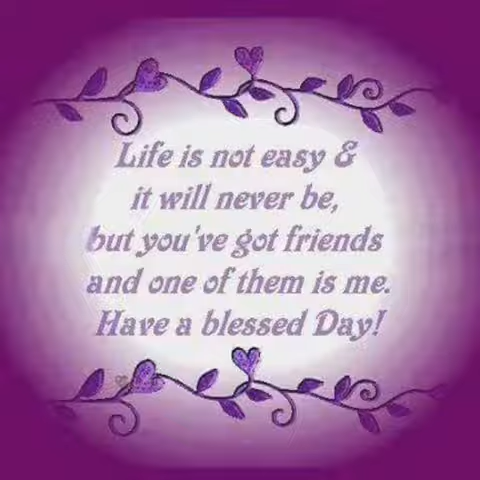 Life is not easy &
it will never be,
but you've got friends
and one of them is me.
Have a blessed Day!